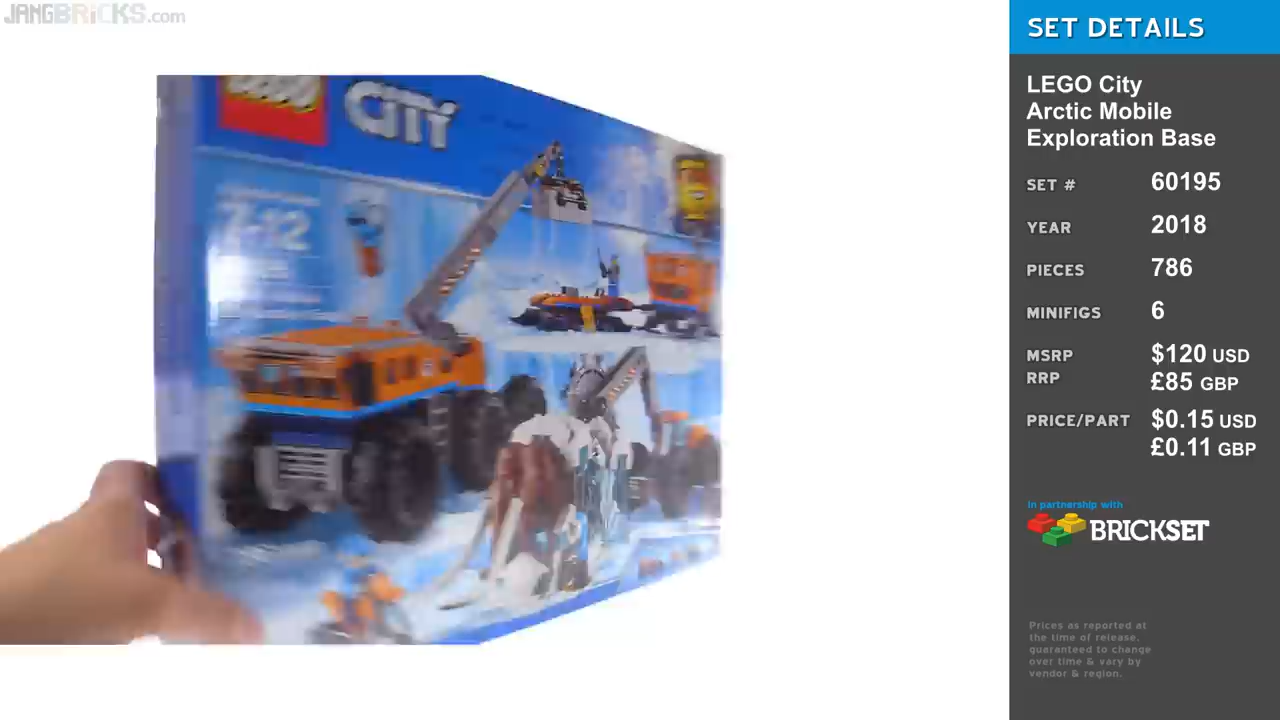 JANGBRICKS.com
LEGO
CITY
7-12
SET DETAILS
LEGO City
Arctic Mobile
Exploration Base
SET # 60195
YEAR 2018
PIECES 786
MINIFIGS 6
MSRP $120 USD
RRP £85 GBP
PRICE/PART $0.15 USD
£0.11 GBP
in partnership with
BRICKSET
Prices as reported at
the time of release.
guaranteed to change
over time & vary by
vendor & region.